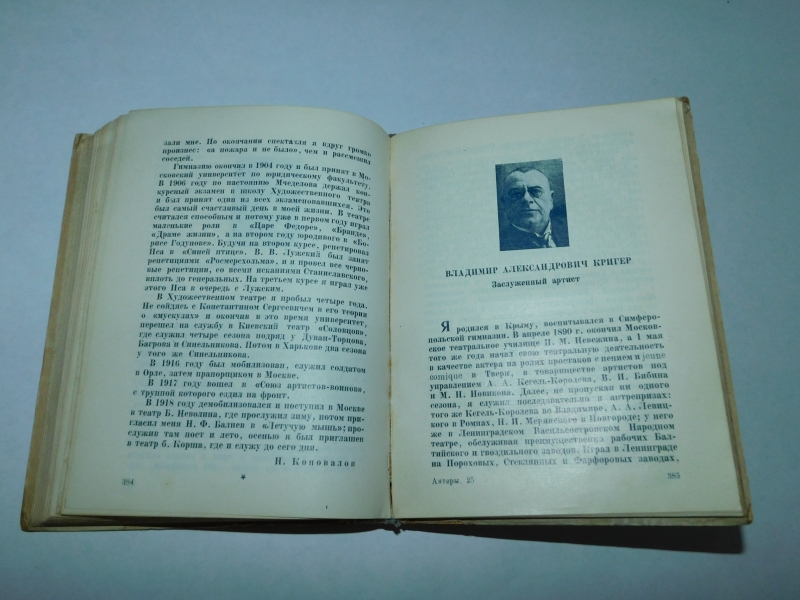 зали мне. По окончании спектакля я вдруг громко
произнес: «а пожара и не было», чем и рассмешил
соседей.
Гимназию окончил в 1904 году и был принят в Мо-
сковский университет по юридическому факультету.
В 1906 году по настоянию Мчеделова держал кон-
курсный экзамен в школу Художественного театра
и был принят один из всех экзаменовавшихся. Это
был самый счастливый день в моей жизни. В театре
считался способным и потому уже в первом году играл
маленькие роли в «Царе Федоре», «Бранде»,
«Драме жизни», а на втором году юродивого в «Бо-
рисе Годунове». Будучи на втором курсе, репетировал
Пса в «Синей птице». В. В. Лужский был занят
репетициями «Росмерсхольма», и я провел все черно-
вые репетиции, со всеми исканиями Станиславского,
вплоть до генеральных. На третьем курсе я играл уже
этого Пса в очередь с Лужским.
В Художественном театре я пробыл четыре года.
Не сойдясь с Константином Сергеевичем в его теории
о «мускулах» и окончив в это время университет,
перешел на службу в Киевский театр «Соловцов»,
где служил четыре сезона подряд у Дуван-Торцова,
Багрова и Синельникова. Потом в Харькове два сезона
у того же Синельникова.
В 1916 году был мобилизован, служил солдатом
в Орле, затем прапорщиком в Москве.
В 1917 году вошел в «Союз артистов-воинов»,
с труппой которого ездил на фронт.
В 1918 году демобилизовался и поступил в Москве
в театр Б. Неволина, где прослужил зиму, потом при-
гласил меня Н. Ф. Балиев в «Летучую мышь»; про-
служил там пост и лето, осенью я был приглашен
в театр б. Корша, где и служу до сего дня.
Н. Коновалов
384
ВЛАДИМИР АЛЕКСАНДРОВИЧ КРИГЕР
Заслуженный артист
Я родился в Крыму, воспитывался в Симферо-
польской гимназии. В апреле 1890 г. окончил Москов-
ское театральное училище П. М. Невежина, а 1 мая
того же года начал свою театральную деятельность
в качестве актера на ролях простаков с пением и jeune
comique в Твери, в товариществе артистов под
управлением А. А. Кегель-Королева, В. И. Бибина
и М. Н. Новикова. Далее, не пропуская ни одного
сезона, я служил последовательно в антрепризах:
того же Кегель-Королева во Владимире, А. А. Левиц-
кого в Ромнах, Н. И. Мерянского в Новгороде; у него
же в Ленинградском Василеостровском Народном
театре, обслуживая преимущественно рабочих Бал-
тийского и гвоздильного заводов. Играл в Ленинграде
на Пороховых, Стеклянных и Фарфоровых заводах,
Актеры. 25
385